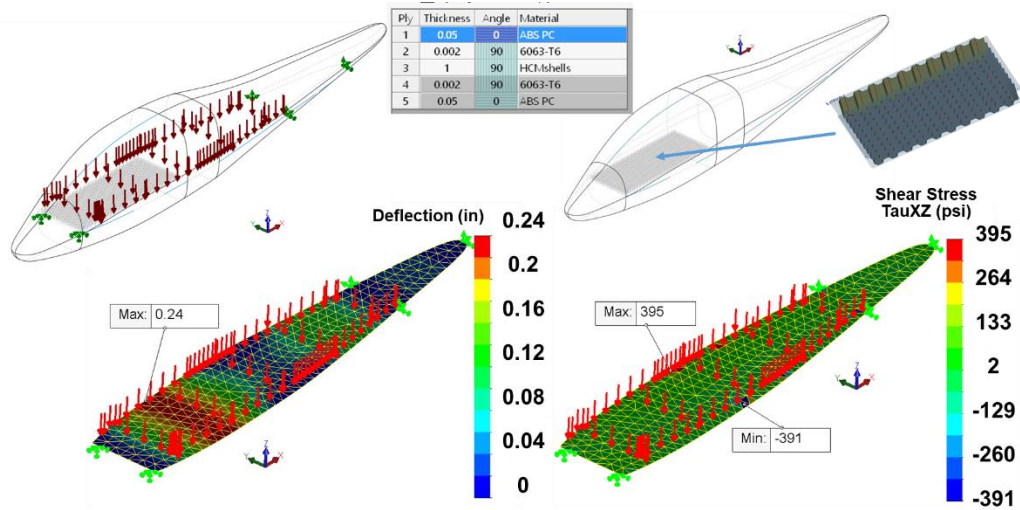 Ply Thickness Angle Material
1 0.05 0 ABS PC
2 0.002 90 6063-T6
3 1 90 HCMshells
4 0.002 90 6063-T6
5 0.05 0 ABS PC
Deflection (in)
0.24
0.2
0.16
0.12
0.08
0.04
0
Max: 0.24
Shear Stress
TauXZ (psi)
395
264
133
2
-129
-260
-391
Max: 395
Min: -391